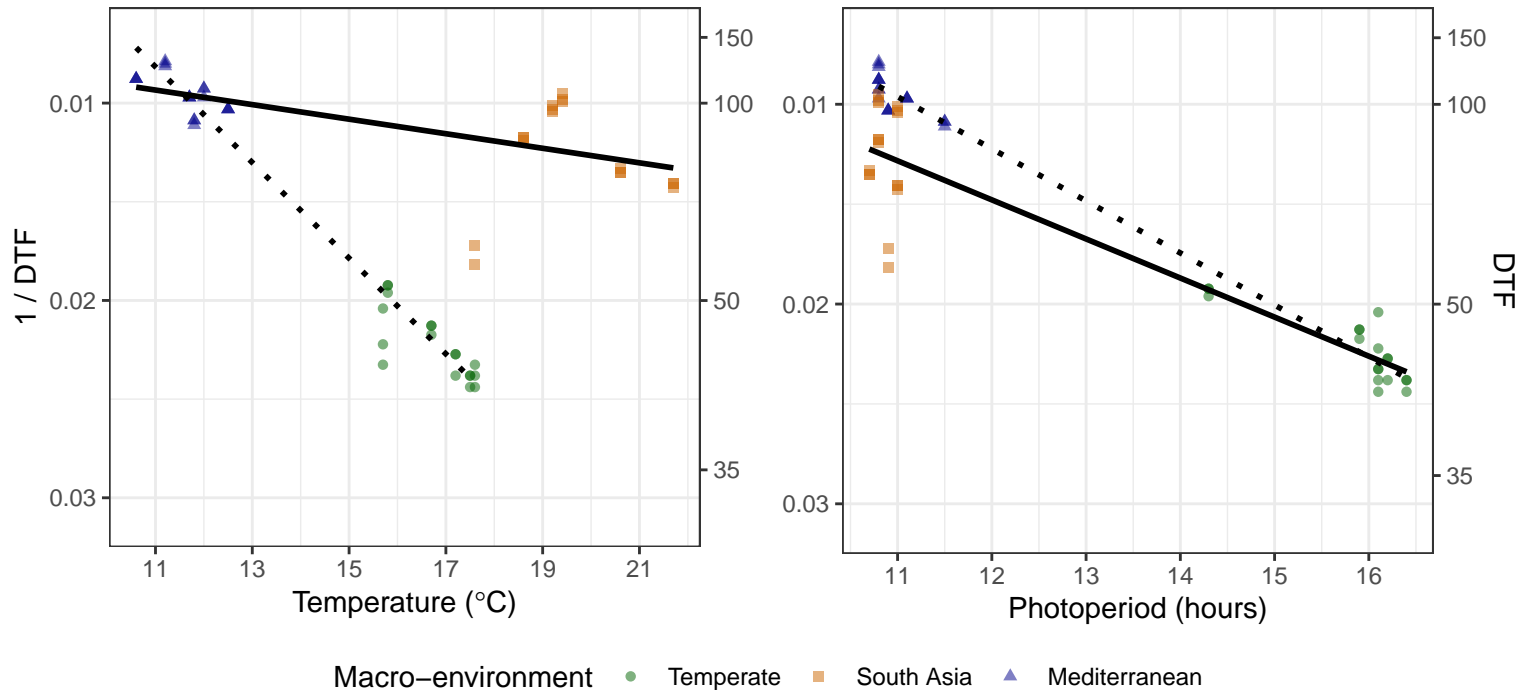 1 / DTF
0.01
0.02
0.03
150
100
50
35
11 13 15 17 19 21
Temperature (°C)
0.01
0.02
0.03
150
100
50
35
DTF
11 12 13 14 15 16
Photoperiod (hours)
Macro−environment Temperate South Asia Mediterranean